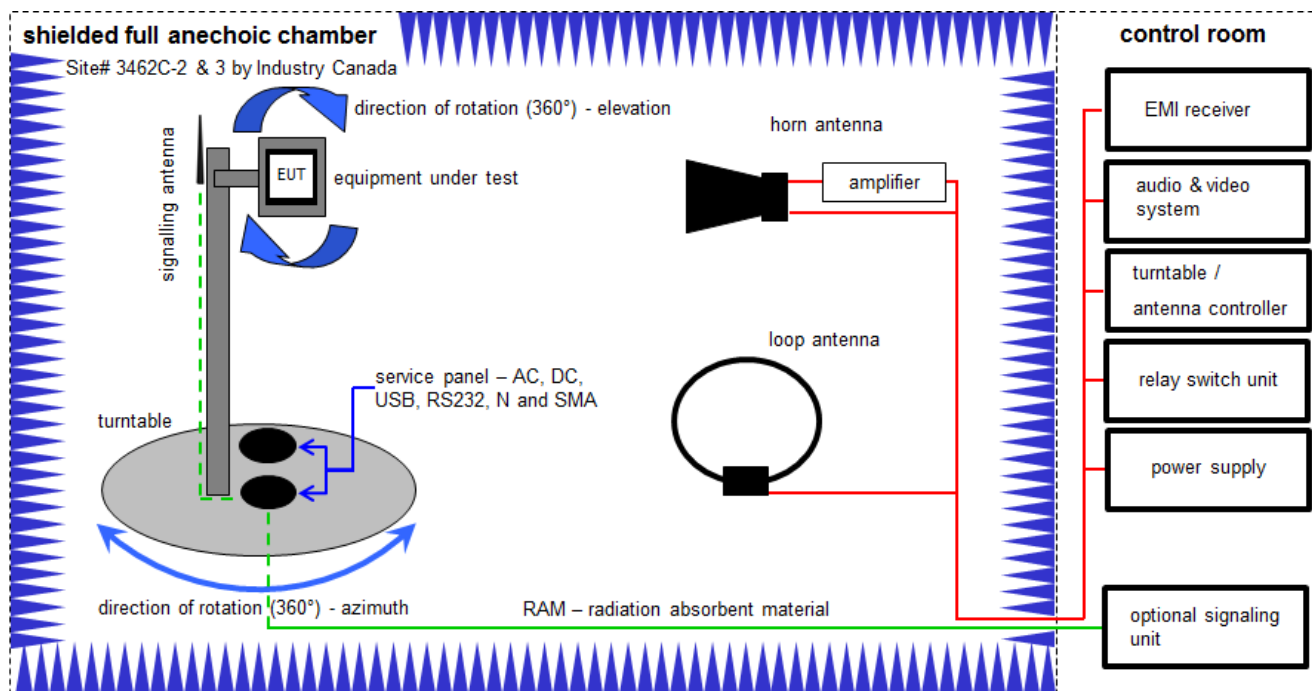 shielded full anechoic chamber
Site# 3462C-2 & 3 by Industry Canada
direction of rotation (360°) - elevation
signalling antenna
EUT
equipment under test
horn antenna
amplifier
loop antenna
service panel – AC, DC,
USB, RS232, N and SMA
turntable
direction of rotation (360°) - azimuth
RAM – radiation absorbent material
control room
EMI receiver
audio & video
system
turntable /
antenna controller
relay switch unit
power supply
optional signaling
unit